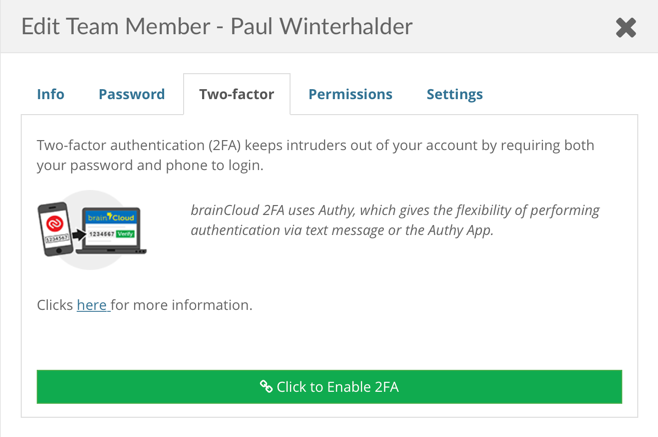 Edit Team Member - Paul Winterhalder
Info Password Two-factor Permissions Settings
Two-factor authentication (2FA) keeps intruders out of your account by requiring both
your password and phone to login.
brainCloud
1234567 Verify
1234567
brainCloud 2FA uses Authy, which gives the flexibility of performing
authentication via text message or the Authy App.
Clicks here for more information.
Click to Enable 2FA